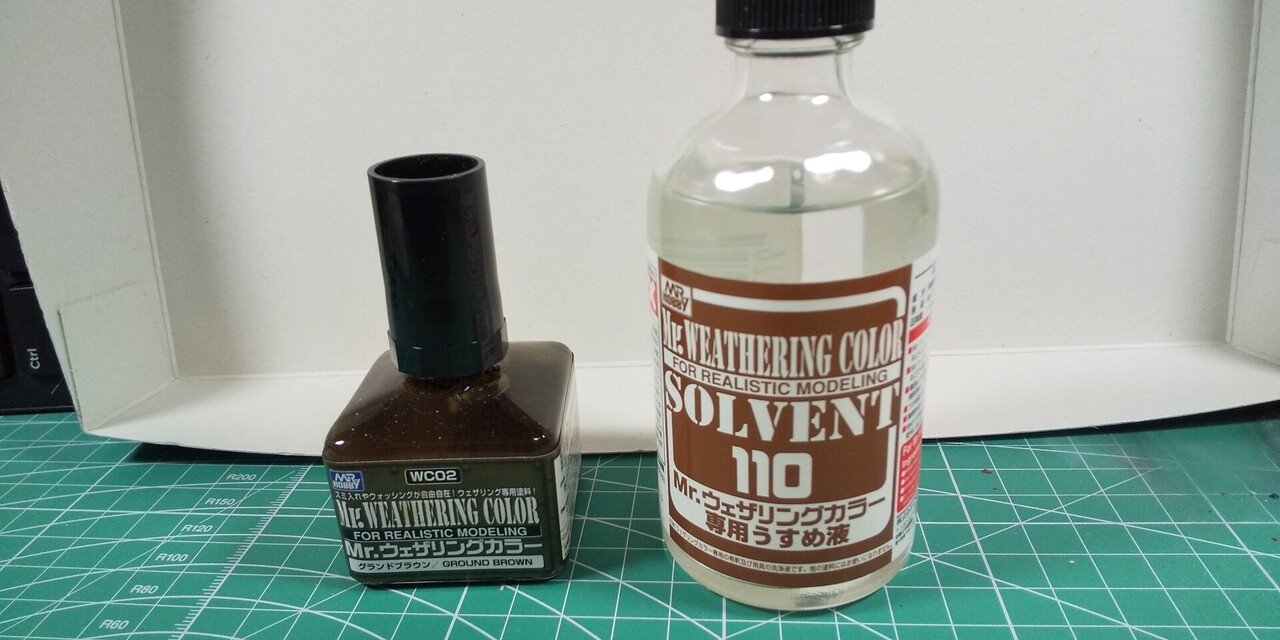 Ctrl
R200
R150
R120
R100
R80
R60
MR HOBBY
WC02
スミ入れやウォッシングが自由自在!ウェザリング専用塗料!
Mr. WEATHERING COLOR
FOR REALISTIC MODELING
Mr.ウェザリングカラー
グランドブラウン/GROUND BROWN
MR HOBBY
Mr. WEATHERING COLOR
FOR REALISTIC MODELING
SOLVENT
110
Mr.ウェザリングカラー
専用うすめ液